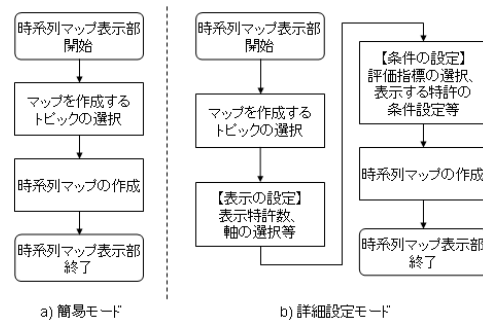 時系列マップ表示部
開始
マップを作成する
トピックの選択
時系列マップの作成
時系列マップ表示部
終了
a) 簡易モード
時系列マップ表示部
開始
マップを作成する
トピックの選択
【表示の設定】
表示特許数、
軸の選択等
【条件の設定】
評価指標の選択、
表示する特許の
条件設定等
時系列マップの作成
時系列マップ表示部
終了
b) 詳細設定モード